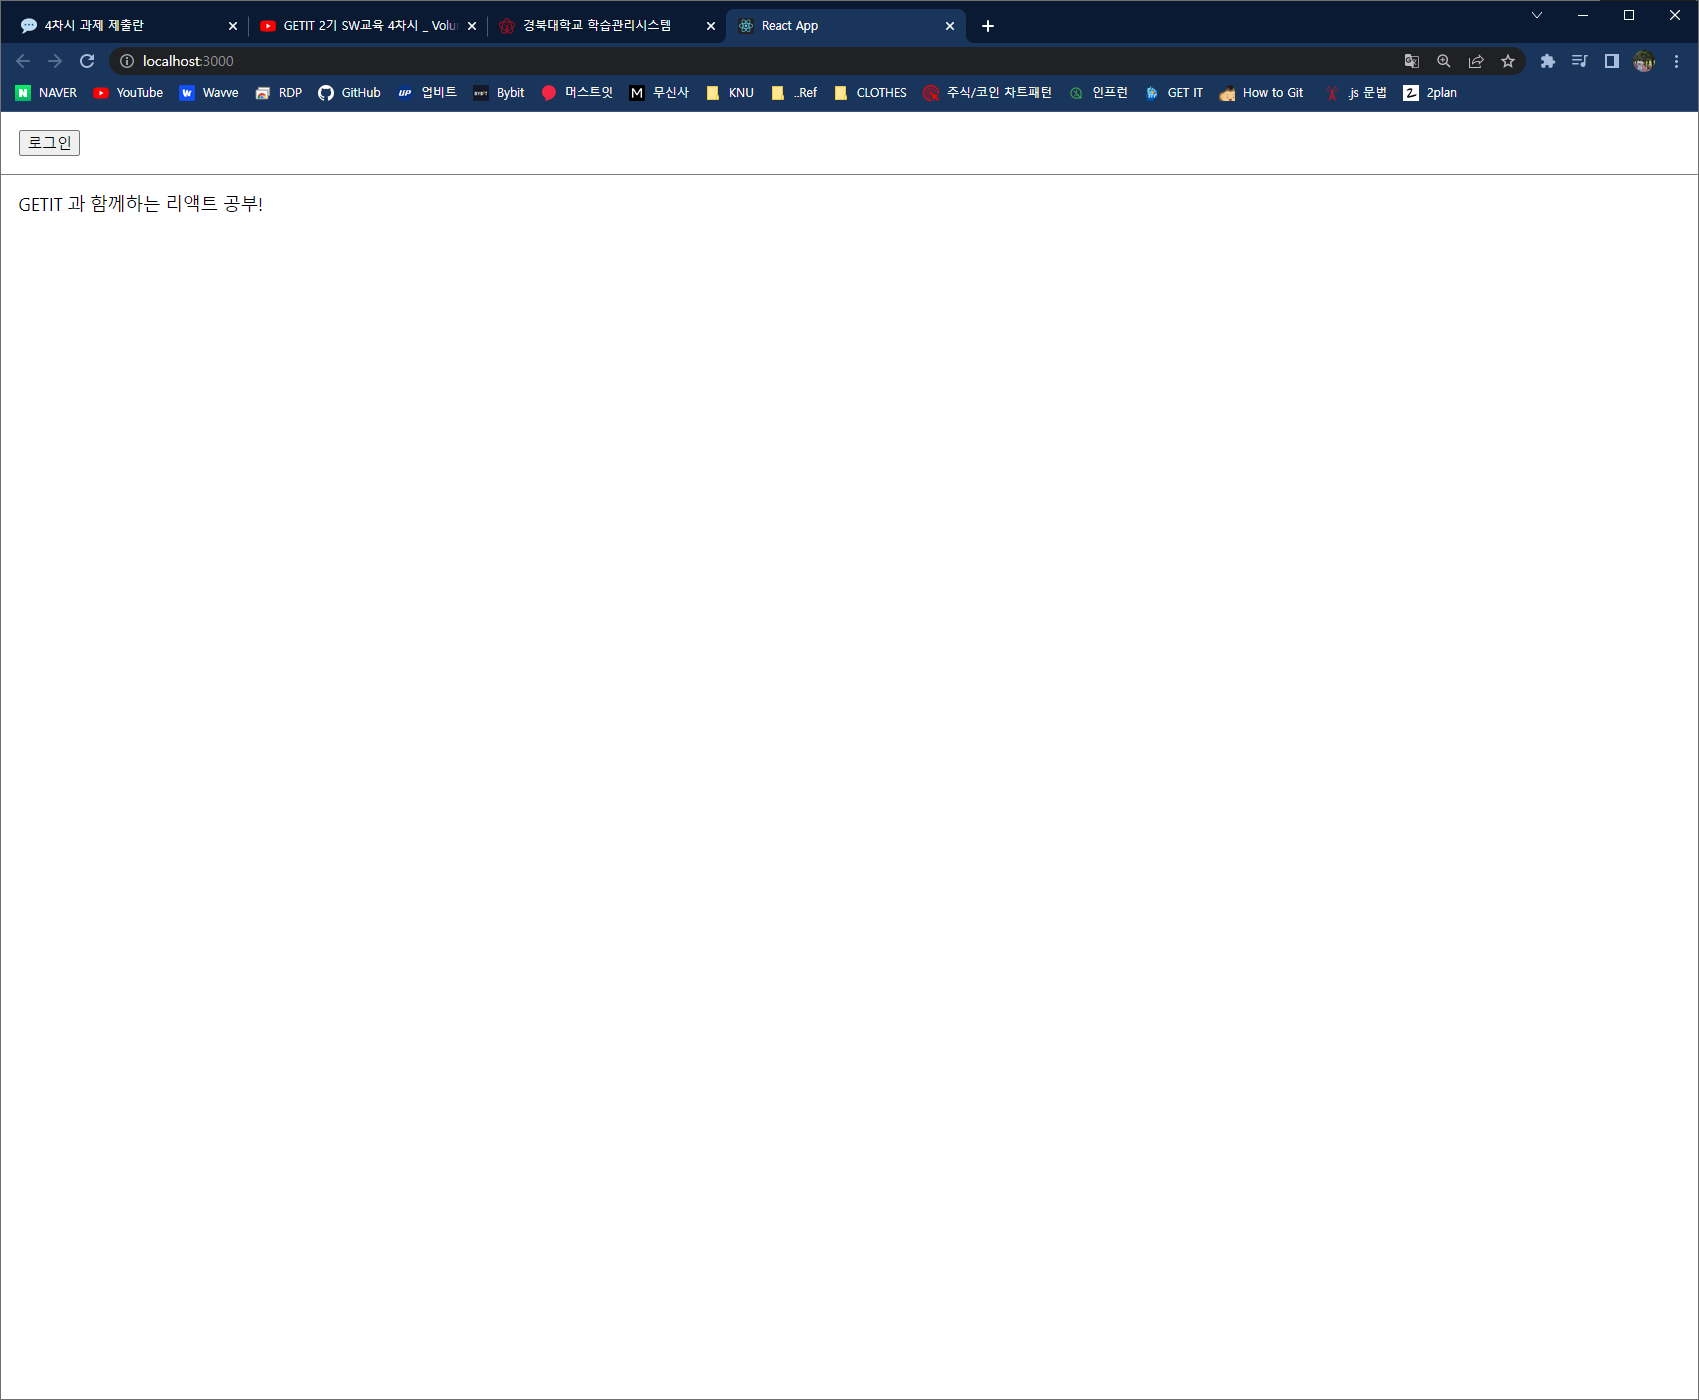 4차시 과제 제출란
GETIT 2기 SW교육 4차시 _ Volu
경북대학교 학습관리시스템
React App
localhost:3000
NAVER YouTube Wavve RDP GitHub UP 업비트 Bybit 머스트잇 M 무신사 KNU ..Ref CLOTHES 주식/코인 차트패턴 인프런 GET IT How to Git .js 문법 2plan
로그인
GETIT 과 함께하는 리액트 공부!